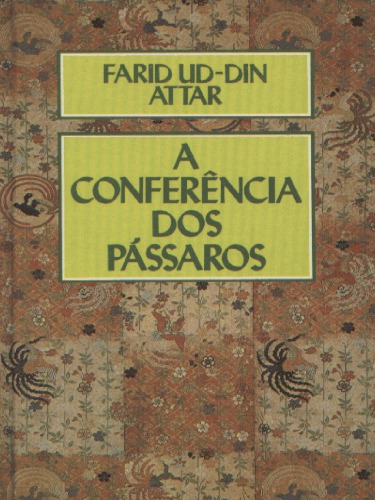 FARID UD-DIN
ATTAR
A
CONFERÊNCIA
DOS
PÁSSAROS